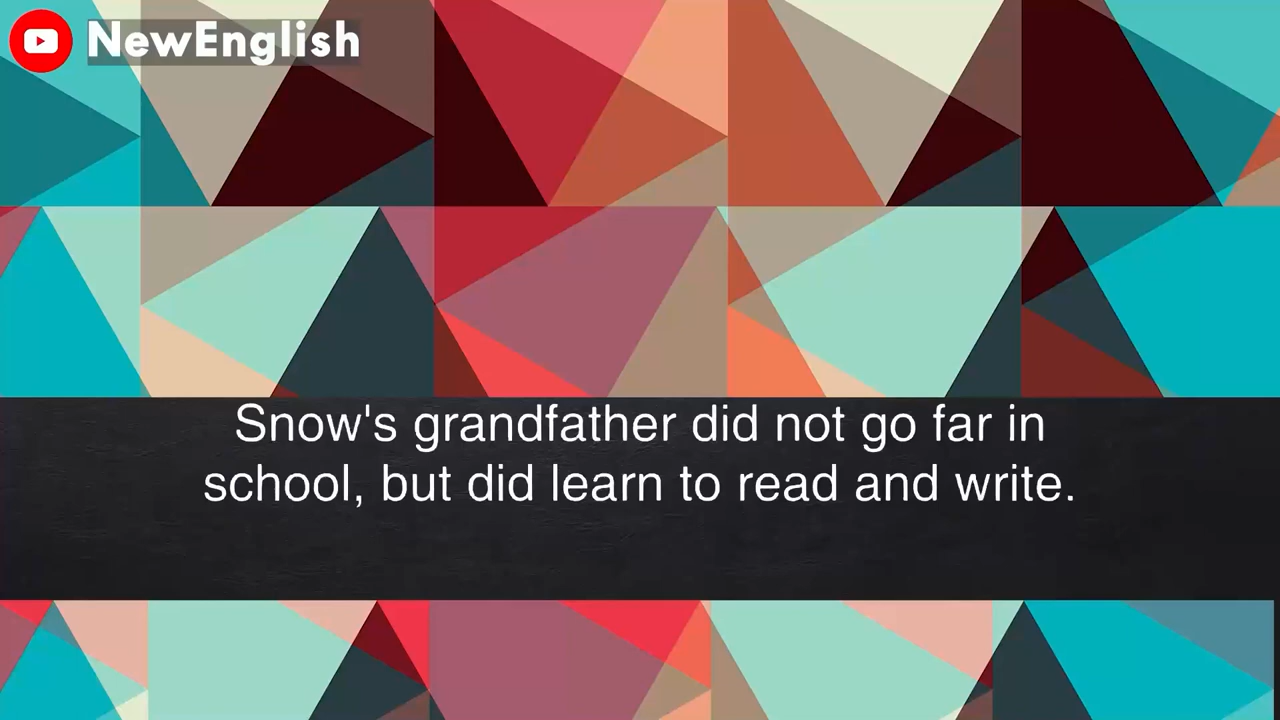 NewEnglish
Snow's grandfather did not go far in
school, but did learn to read and write.